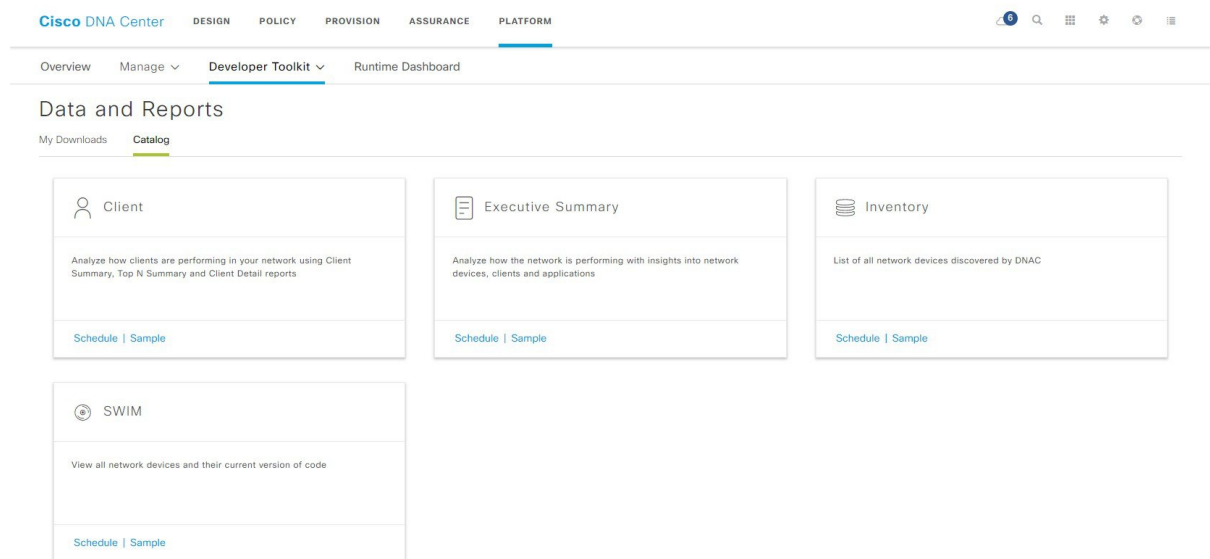 Cisco DNA Center DESIGN POLICY PROVISION ASSURANCE PLATFORM 6
Overview Manage Developer Toolkit Runtime Dashboard
Data and Reports
My Downloads Catalog
Client
Analyze how clients are performing in your network using Client
Summary, Top N Summary and Client Detail reports
Schedule | Sample
Executive Summary
Analyze how the network is performing with insights into network
devices, clients and applications
Schedule | Sample
Inventory
List of all network devices discovered by DNAC
Schedule | Sample
SWIM
View all network devices and their current version of code
Schedule | Sample